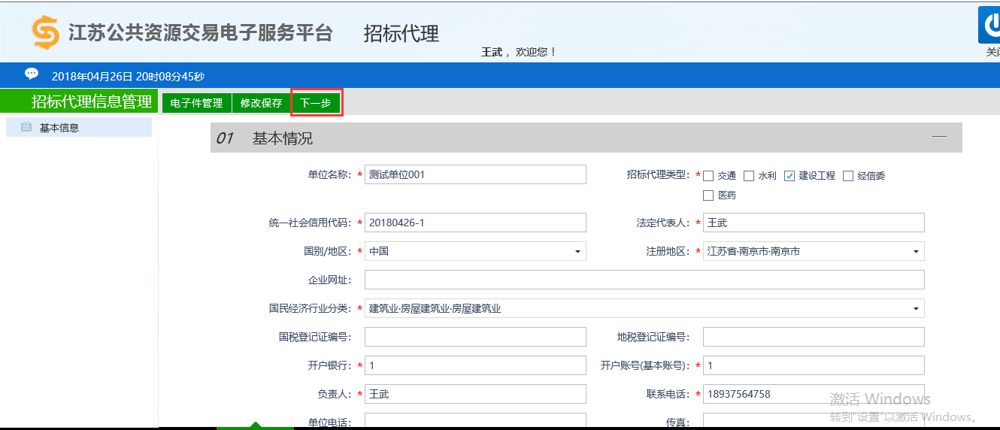 江苏公共资源交易电子服务平台 招标代理
王武 ，欢迎您！
关闭
2018年04月26日 20时08分45秒
招标代理信息管理 电子件管理 修改保存 下一步
基本信息
01 基本情况
单位名称： * 测试单位001 招标代理类型： * 交通 水利 建设工程 经信委
医药
统一社会信用代码： * 20180426-1 法定代表人： * 王武
国别/地区： * 中国 注册地区： * 江苏省·南京市·南京市
企业网址：
国民经济行业分类： * 建筑业·房屋建筑业·房屋建筑业
国税登记证编号： 地税登记证编号：
开户银行： * 1 开户账号(基本账号)： * 1
负责人： * 王武 联系电话： * 18937564758
单位电话： 传真：
激活 Windows
转到"设置"以激活 Windows。